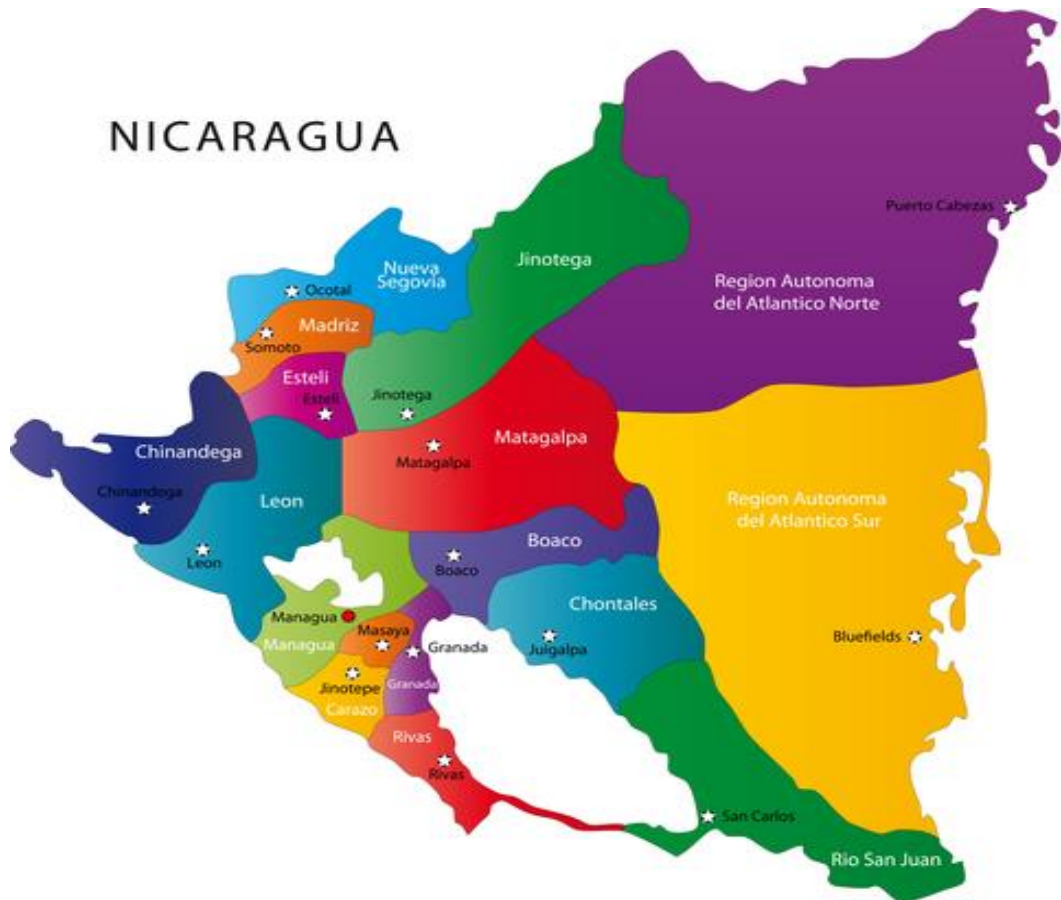 NICARAGUA
Puerto Cabezas
Jinotega
Nueva
Segovia
Region Autonoma
del Atlantico Norte
Ocotal
Madriz
Somoto
Esteli
Esteli
Jinotega
Chinandega
Matagalpa
Matagalpa
Chinandega
Leon
Region Autonoma
del Atlantico Sur
Boaco
Leon
Boaco
Chontales
Managua
Masaya
Bluefields
Managua
Granada
Juigalpa
Granada
Jinotepe
Carazo
Rivas
Rivas
San Carlos
Rio San Juan